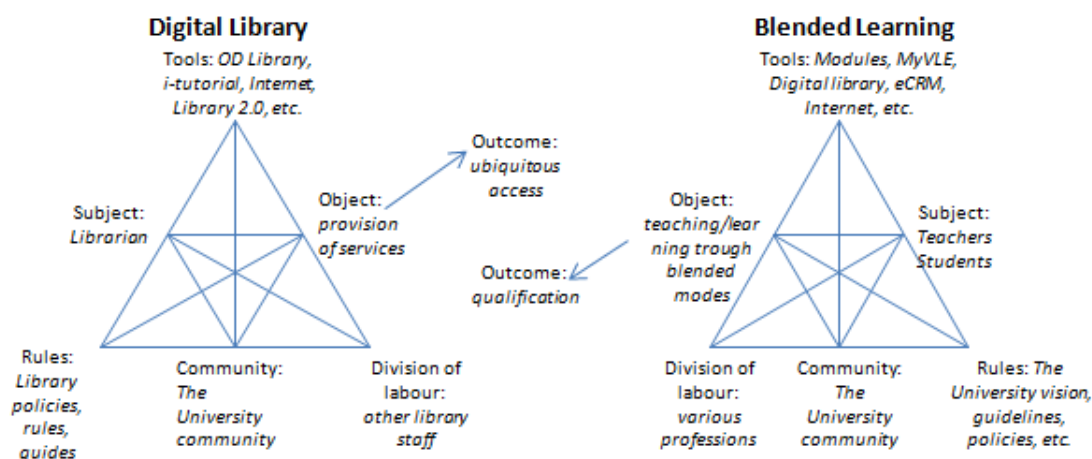 Digital Library
Tools: OD Library,
i-tutorial, Internet,
Library 2.0, etc.
Outcome:
ubiquitous
access
Subject:
Librarian
Object:
provision
of services
Rules:
Library
policies,
rules,
guides
Community:
The
University
community
Division of
labour:
other library
staff
Blended Learning
Tools: Modules, MyVLE,
Digital library, eCRM,
Internet, etc.
Object:
teaching/lear
ning trough
blended
modes
Subject:
Teachers
Students
Outcome:
qualification
Division of
labour:
various
professions
Community:
The
University
community
Rules: The
University vision,
guidelines,
policies, etc.